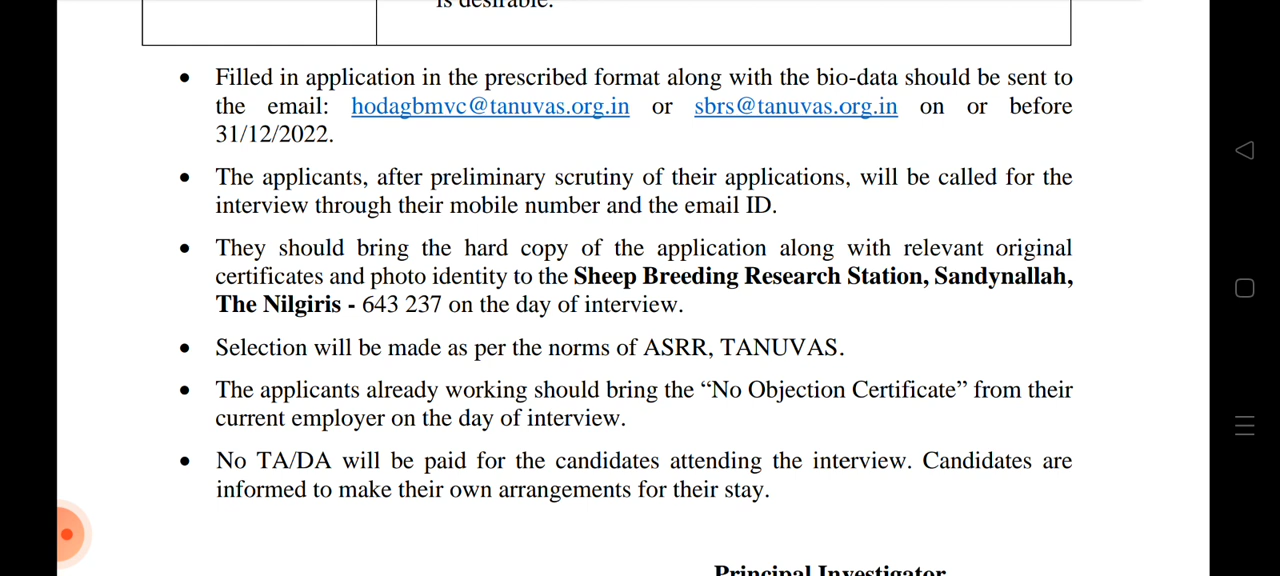 is desirable.
• Filled in application in the prescribed format along with the bio-data should be sent to
the email: hodagbmvc@tanuvas.org.in or sbrs@tanuvas.org.in on or before
31/12/2022.
• The applicants, after preliminary scrutiny of their applications, will be called for the
interview through their mobile number and the email ID.
• They should bring the hard copy of the application along with relevant original
certificates and photo identity to the Sheep Breeding Research Station, Sandynallah,
The Nilgiris - 643 237 on the day of interview.
• Selection will be made as per the norms of ASRR, TANUVAS.
• The applicants already working should bring the “No Objection Certificate” from their
current employer on the day of interview.
• No TA/DA will be paid for the candidates attending the interview. Candidates are
informed to make their own arrangements for their stay.
Principal Investigator